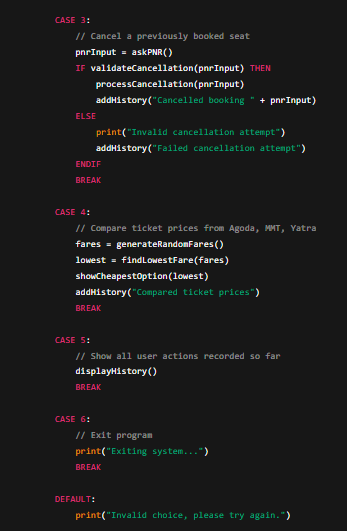 CASE 3:
// Cancel a previously booked seat
pnrInput = askPNR()
IF validateCancellation(pnrInput) THEN
processCancellation(pnrInput)
addHistory("Cancelled booking " + pnrInput)
ELSE
print("Invalid cancellation attempt")
addHistory("Failed cancellation attempt")
ENDIF
BREAK
CASE 4:
// Compare ticket prices from Agoda, MMT, Yatra
fares = generateRandomFares()
lowest = findLowestFare(fares)
showCheapestOption(lowest)
addHistory("Compared ticket prices")
BREAK
CASE 5:
// Show all user actions recorded so far
displayHistory()
BREAK
CASE 6:
// Exit program
print("Exiting system...")
BREAK
DEFAULT:
print("Invalid choice, please try again.")